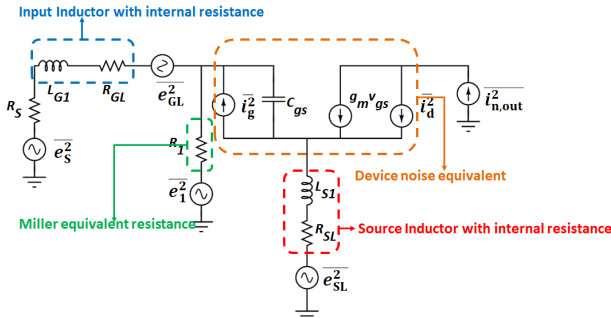 Input Inductor with internal resistance
L_G1
R_GL
e_GL^2
R_S
e_S^2
i_g^2
C_gs
g_m v_gs
i_d^2
i_n,out^2
R_1
e_1^2
Device noise equivalent
L_S1
Miller equivalent resistance
R_SL
Source Inductor with internal resistance
e_SL^2